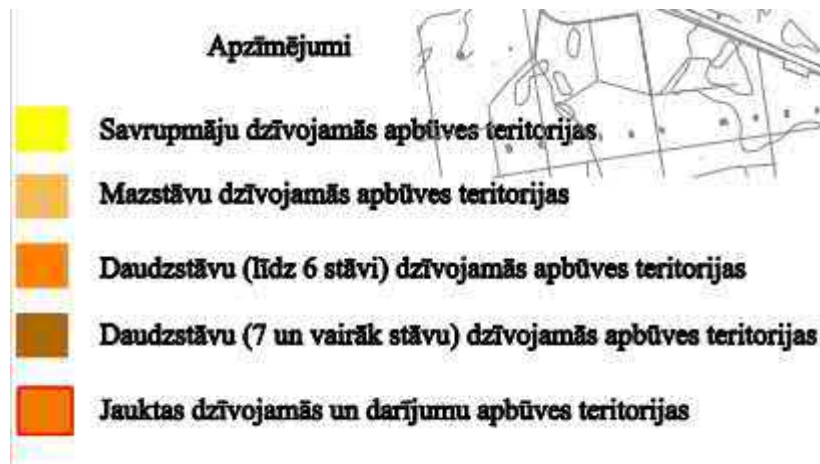 Apzīmējumi
Savrupmāju dzīvojamās apbūves teritorijas
Mazstāvu dzīvojamās apbūves teritorijas
Daudzstāvu (līdz 6 stāvi) dzīvojamās apbūves teritorijas
Daudzstāvu (7 un vairāk stāvu) dzīvojamās apbūves teritorijas
Jauktas dzīvojamās un darījumu apbūves teritorijas